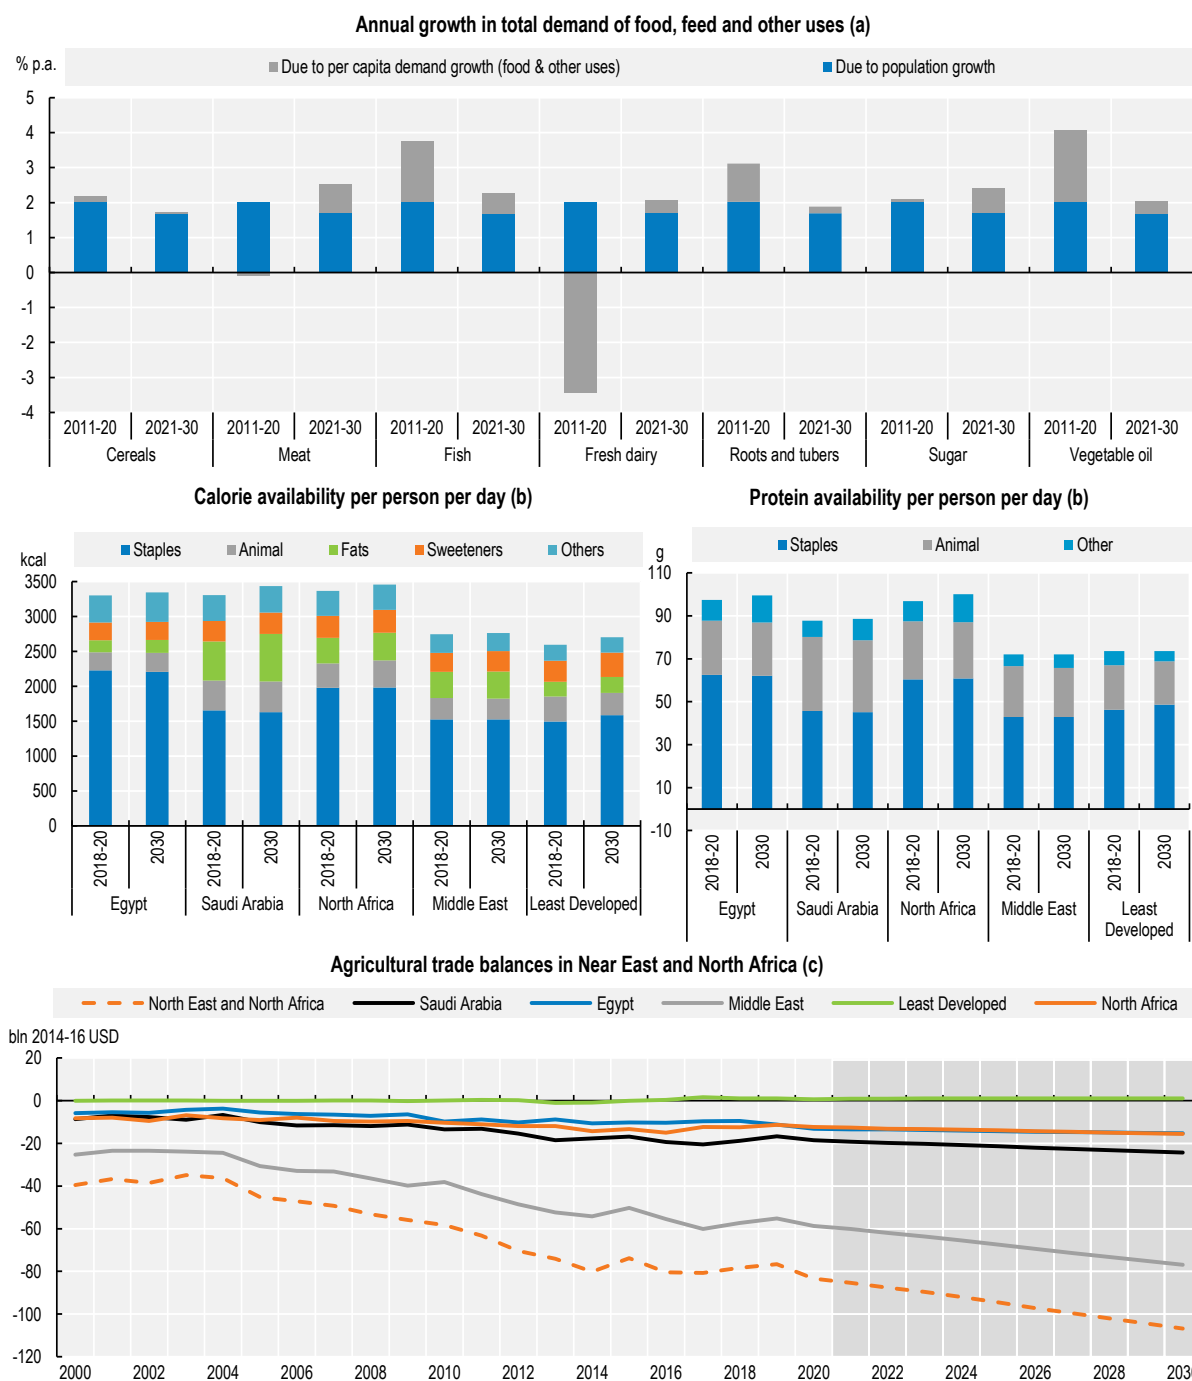 Annual growth in total demand of food, feed and other uses (a)
% p.a.
Due to per capita demand growth (food & other uses)
Due to population growth
5
4
3
2
1
0
-1
-2
-3
-4
2011-20 2021-30 2011-20 2021-30 2011-20 2021-30 2011-20 2021-30 2011-20 2021-30 2011-20 2021-30 2011-20 2021-30
Cereals Meat Fish Fresh dairy Roots and tubers Sugar Vegetable oil
Calorie availability per person per day (b)
kcal
Staples Animal Fats Sweeteners Others
3500
3000
2500
2000
1500
1000
500
0
2018-20 2030 2018-20 2030 2018-20 2030 2018-20 2030 2018-20 2030
Egypt Saudi Arabia North Africa Middle East Least Developed
Protein availability per person per day (b)
g
Staples Animal Other
110
90
70
50
30
10
-10
2018-20 2030 2018-20 2030 2018-20 2030 2018-20 2030 2018-20 2030
Egypt Saudi Arabia North Africa Middle East Least
Developed
Agricultural trade balances in Near East and North Africa (c)
North East and North Africa Saudi Arabia Egypt Middle East Least Developed North Africa
bln 2014-16 USD
20
0
-20
-40
-60
-80
-100
-120
2000 2002 2004 2006 2008 2010 2012 2014 2016 2018 2020 2022 2024 2026 2028 203